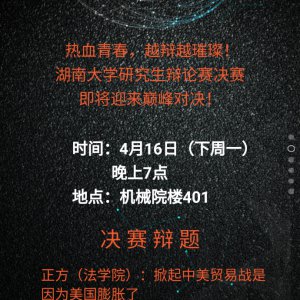 热血青春，越辩越璀璨！
湖南大学研究生辩论赛决赛
即将迎来巅峰对决！
时间：4月16日（下周一）
晚上7点
地点：机械院楼401
决赛辩题
正方（法学院）：掀起中美贸易战是
因为美国膨胀了